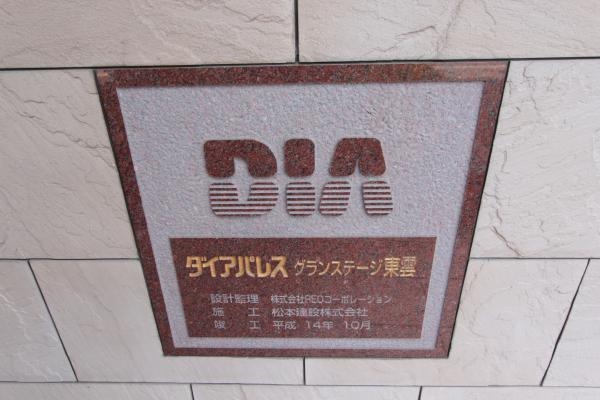 DIA
ダイアパレス グランステージ東雲
設計監理 株式会社REOコーポレーション
施 工 松本建設株式会社
竣 工 平成 14年 10月